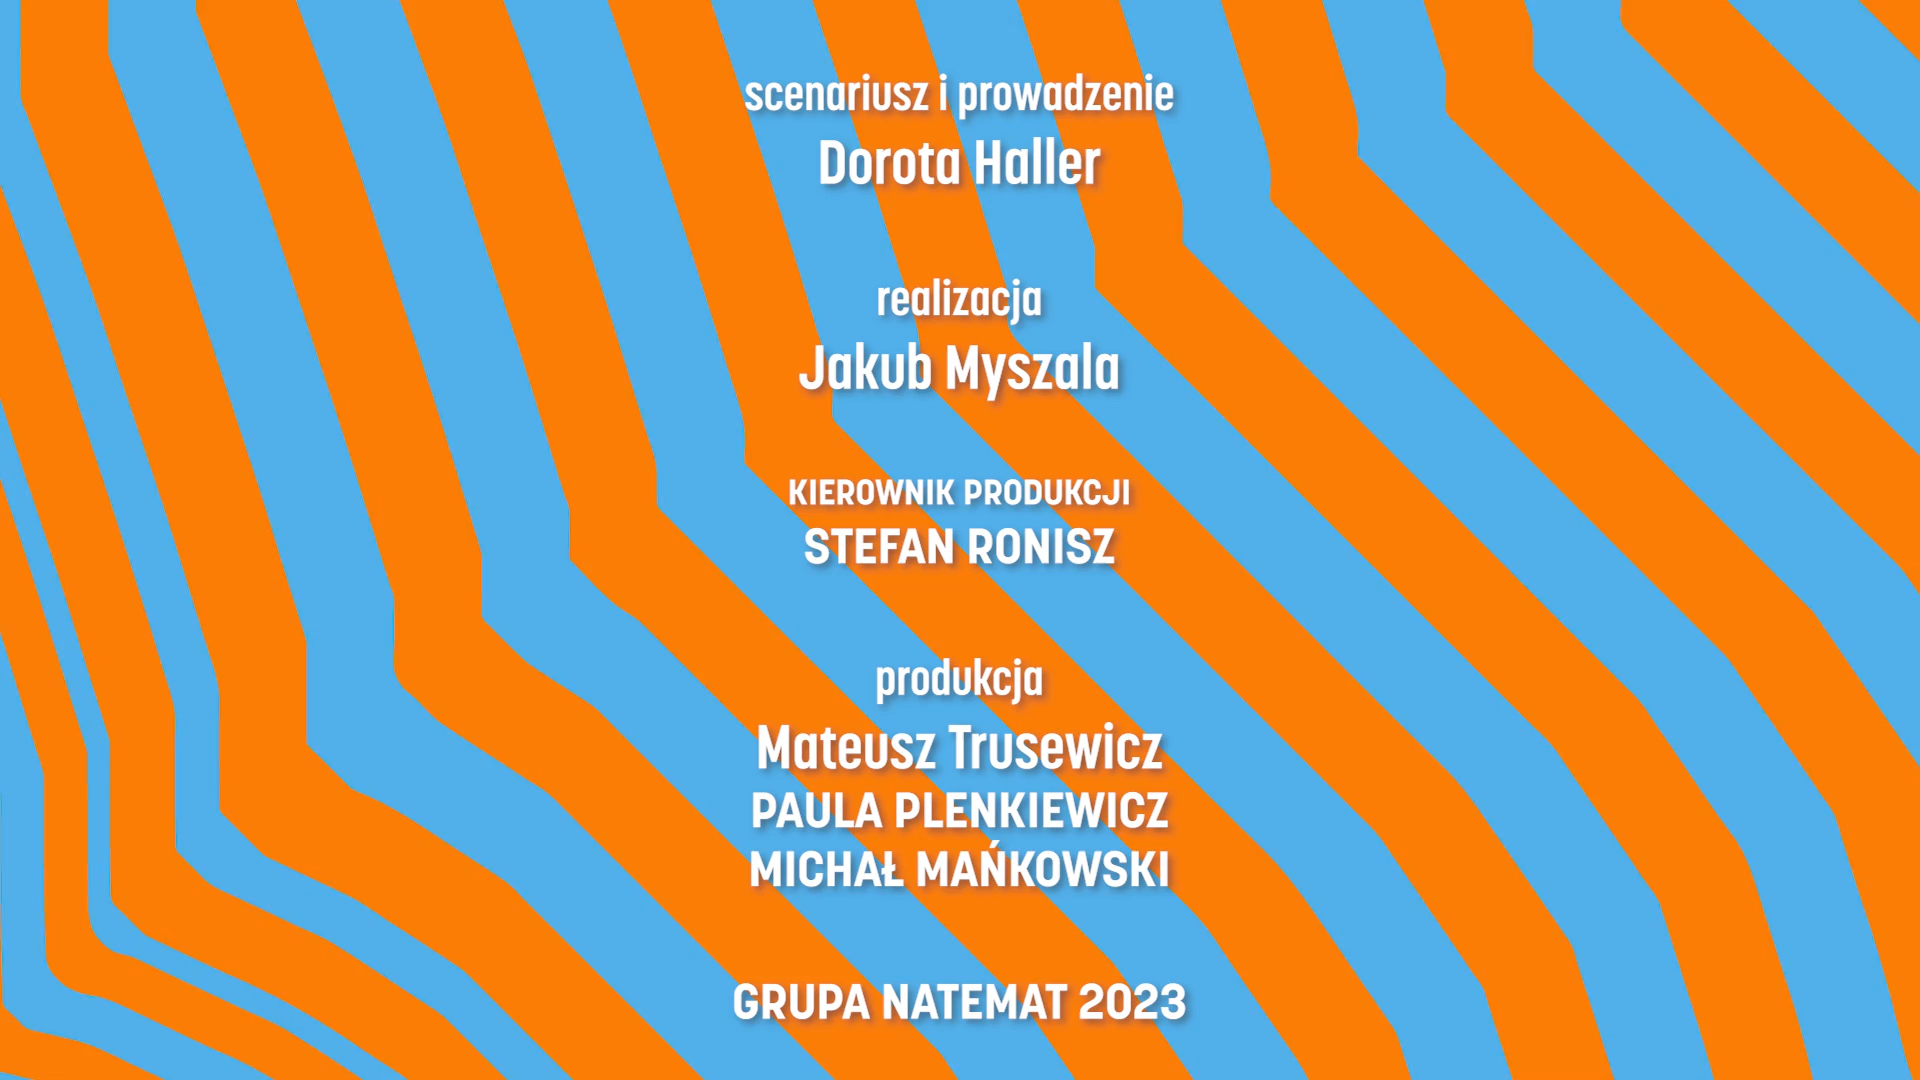 scenariusz i prowadzenie
Dorota Haller
realizacja
Jakub Myszala
KIEROWNIK PRODUKCJI
STEFAN RONISZ
produkcja
Mateusz Trusewicz
PAULA PLENKIEWICZ
MICHAŁ MAŃKOWSKI
GRUPA NATEMAT 2023